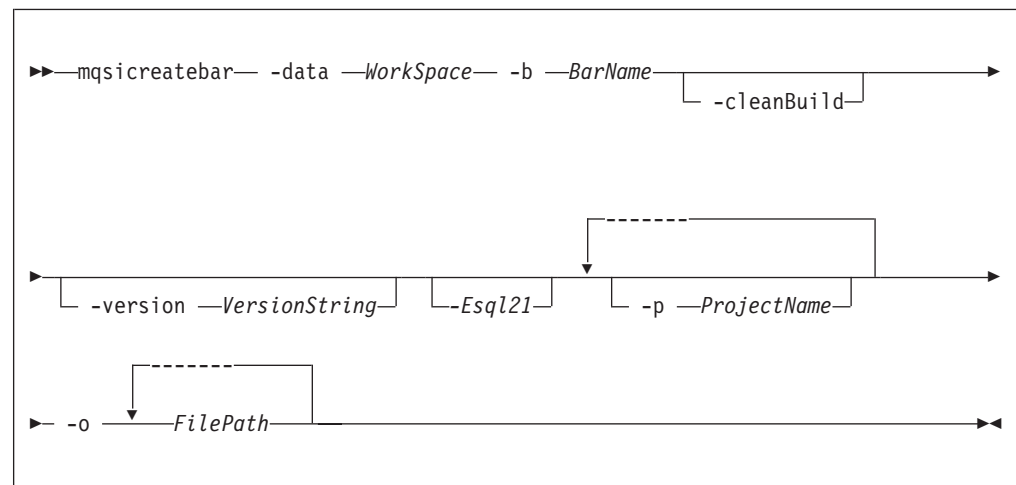 mqsicreatebar -data WorkSpace -b BarName
-cleanBuild
-version VersionString -Esql21 -p ProjectName
-o FilePath